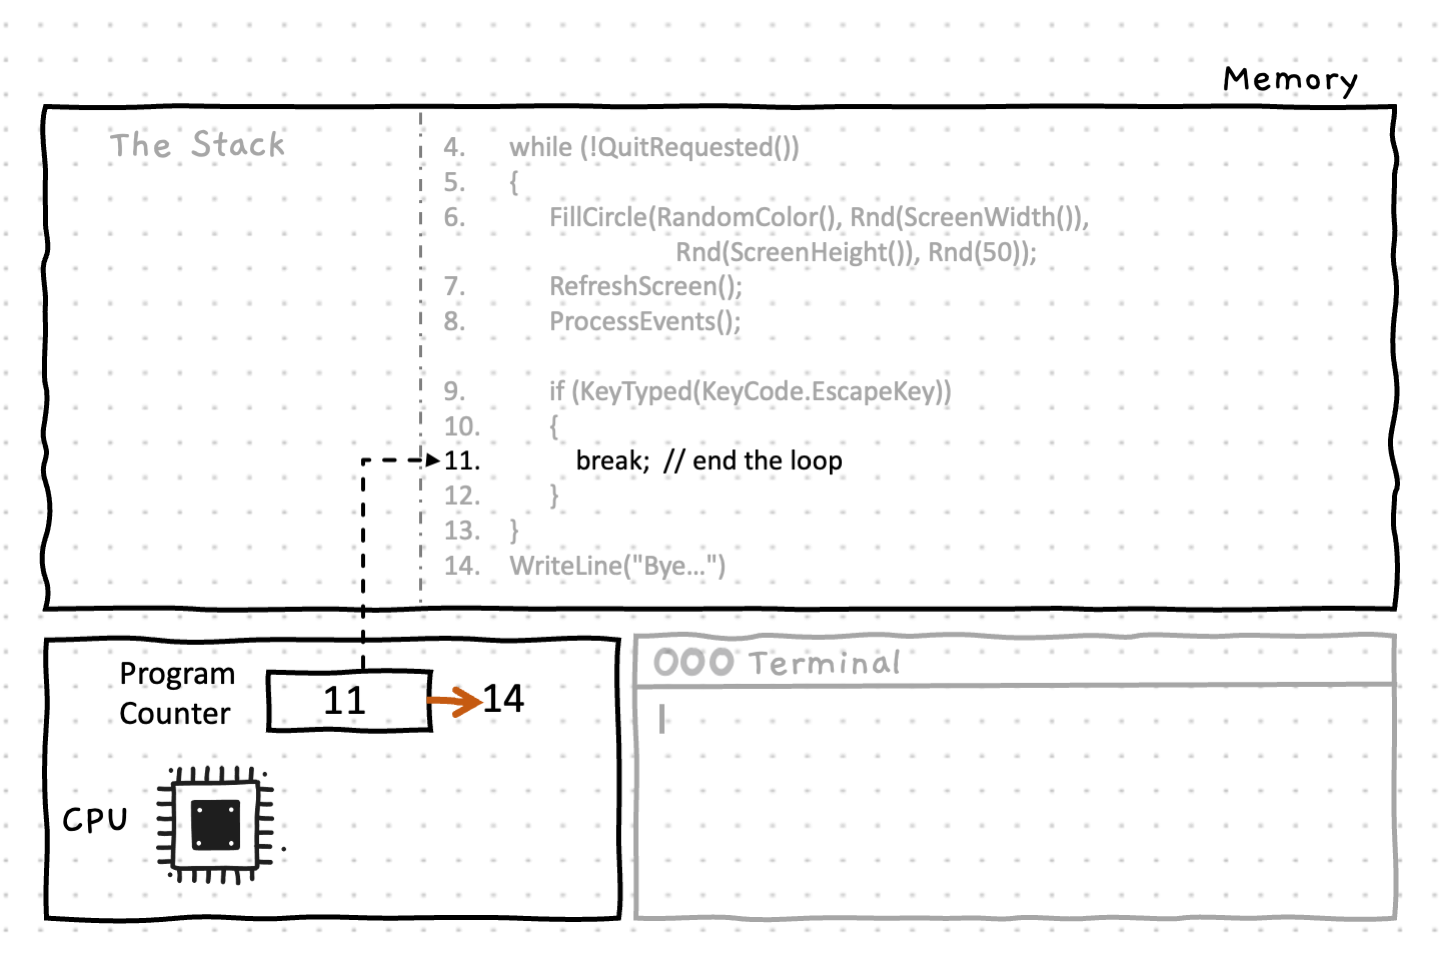 Memory
The Stack
4. while (!QuitRequested())
5. {
6. FillCircle(RandomColor(), Rnd(ScreenWidth()),
Rnd(ScreenHeight()), Rnd(50));
7. RefreshScreen();
8. ProcessEvents();
9. if (KeyTyped(KeyCode.EscapeKey))
10. {
11. break; // end the loop
12. }
13. }
14. WriteLine("Bye...")
Program
Counter
11
14
CPU
Terminal